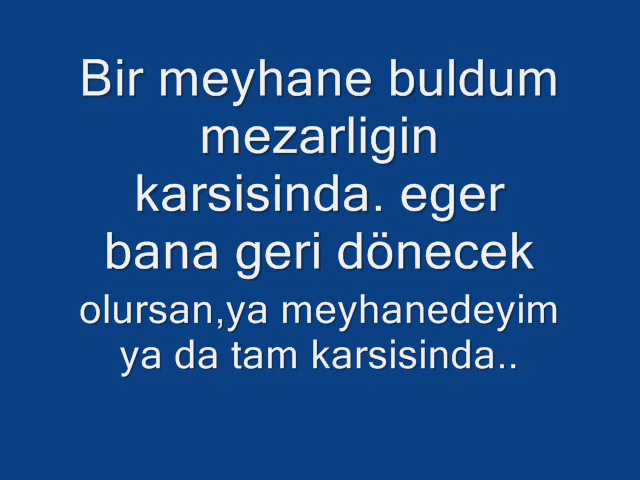 Bir meyhane buldum
mezarligin
karsisinda. eger
bana geri dönecek
olursan,ya meyhanedeyim
ya da tam karsisinda..